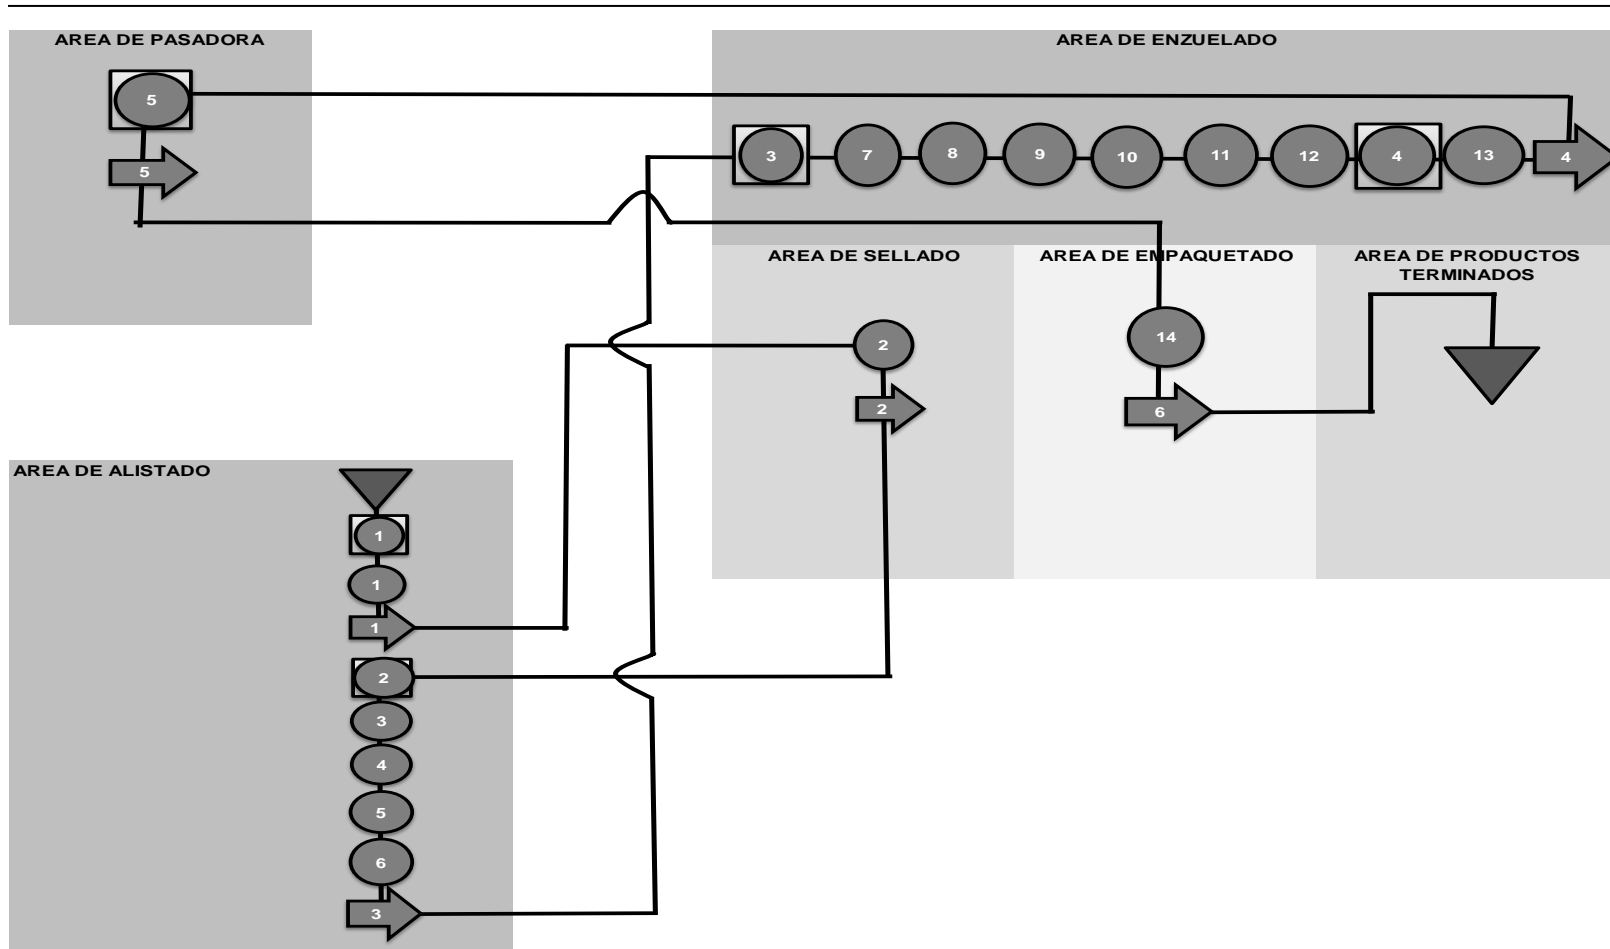 AREA DE PASADORA
5
5
AREA DE ENZUELADO
3 7 8 9 10 11 12 4 13 4
AREA DE SELLADO
2
2
AREA DE EMPAQUETADO
14
6
AREA DE PRODUCTOS
TERMINADOS
AREA DE ALISTADO
1
1
1
2
3
4
5
6
3